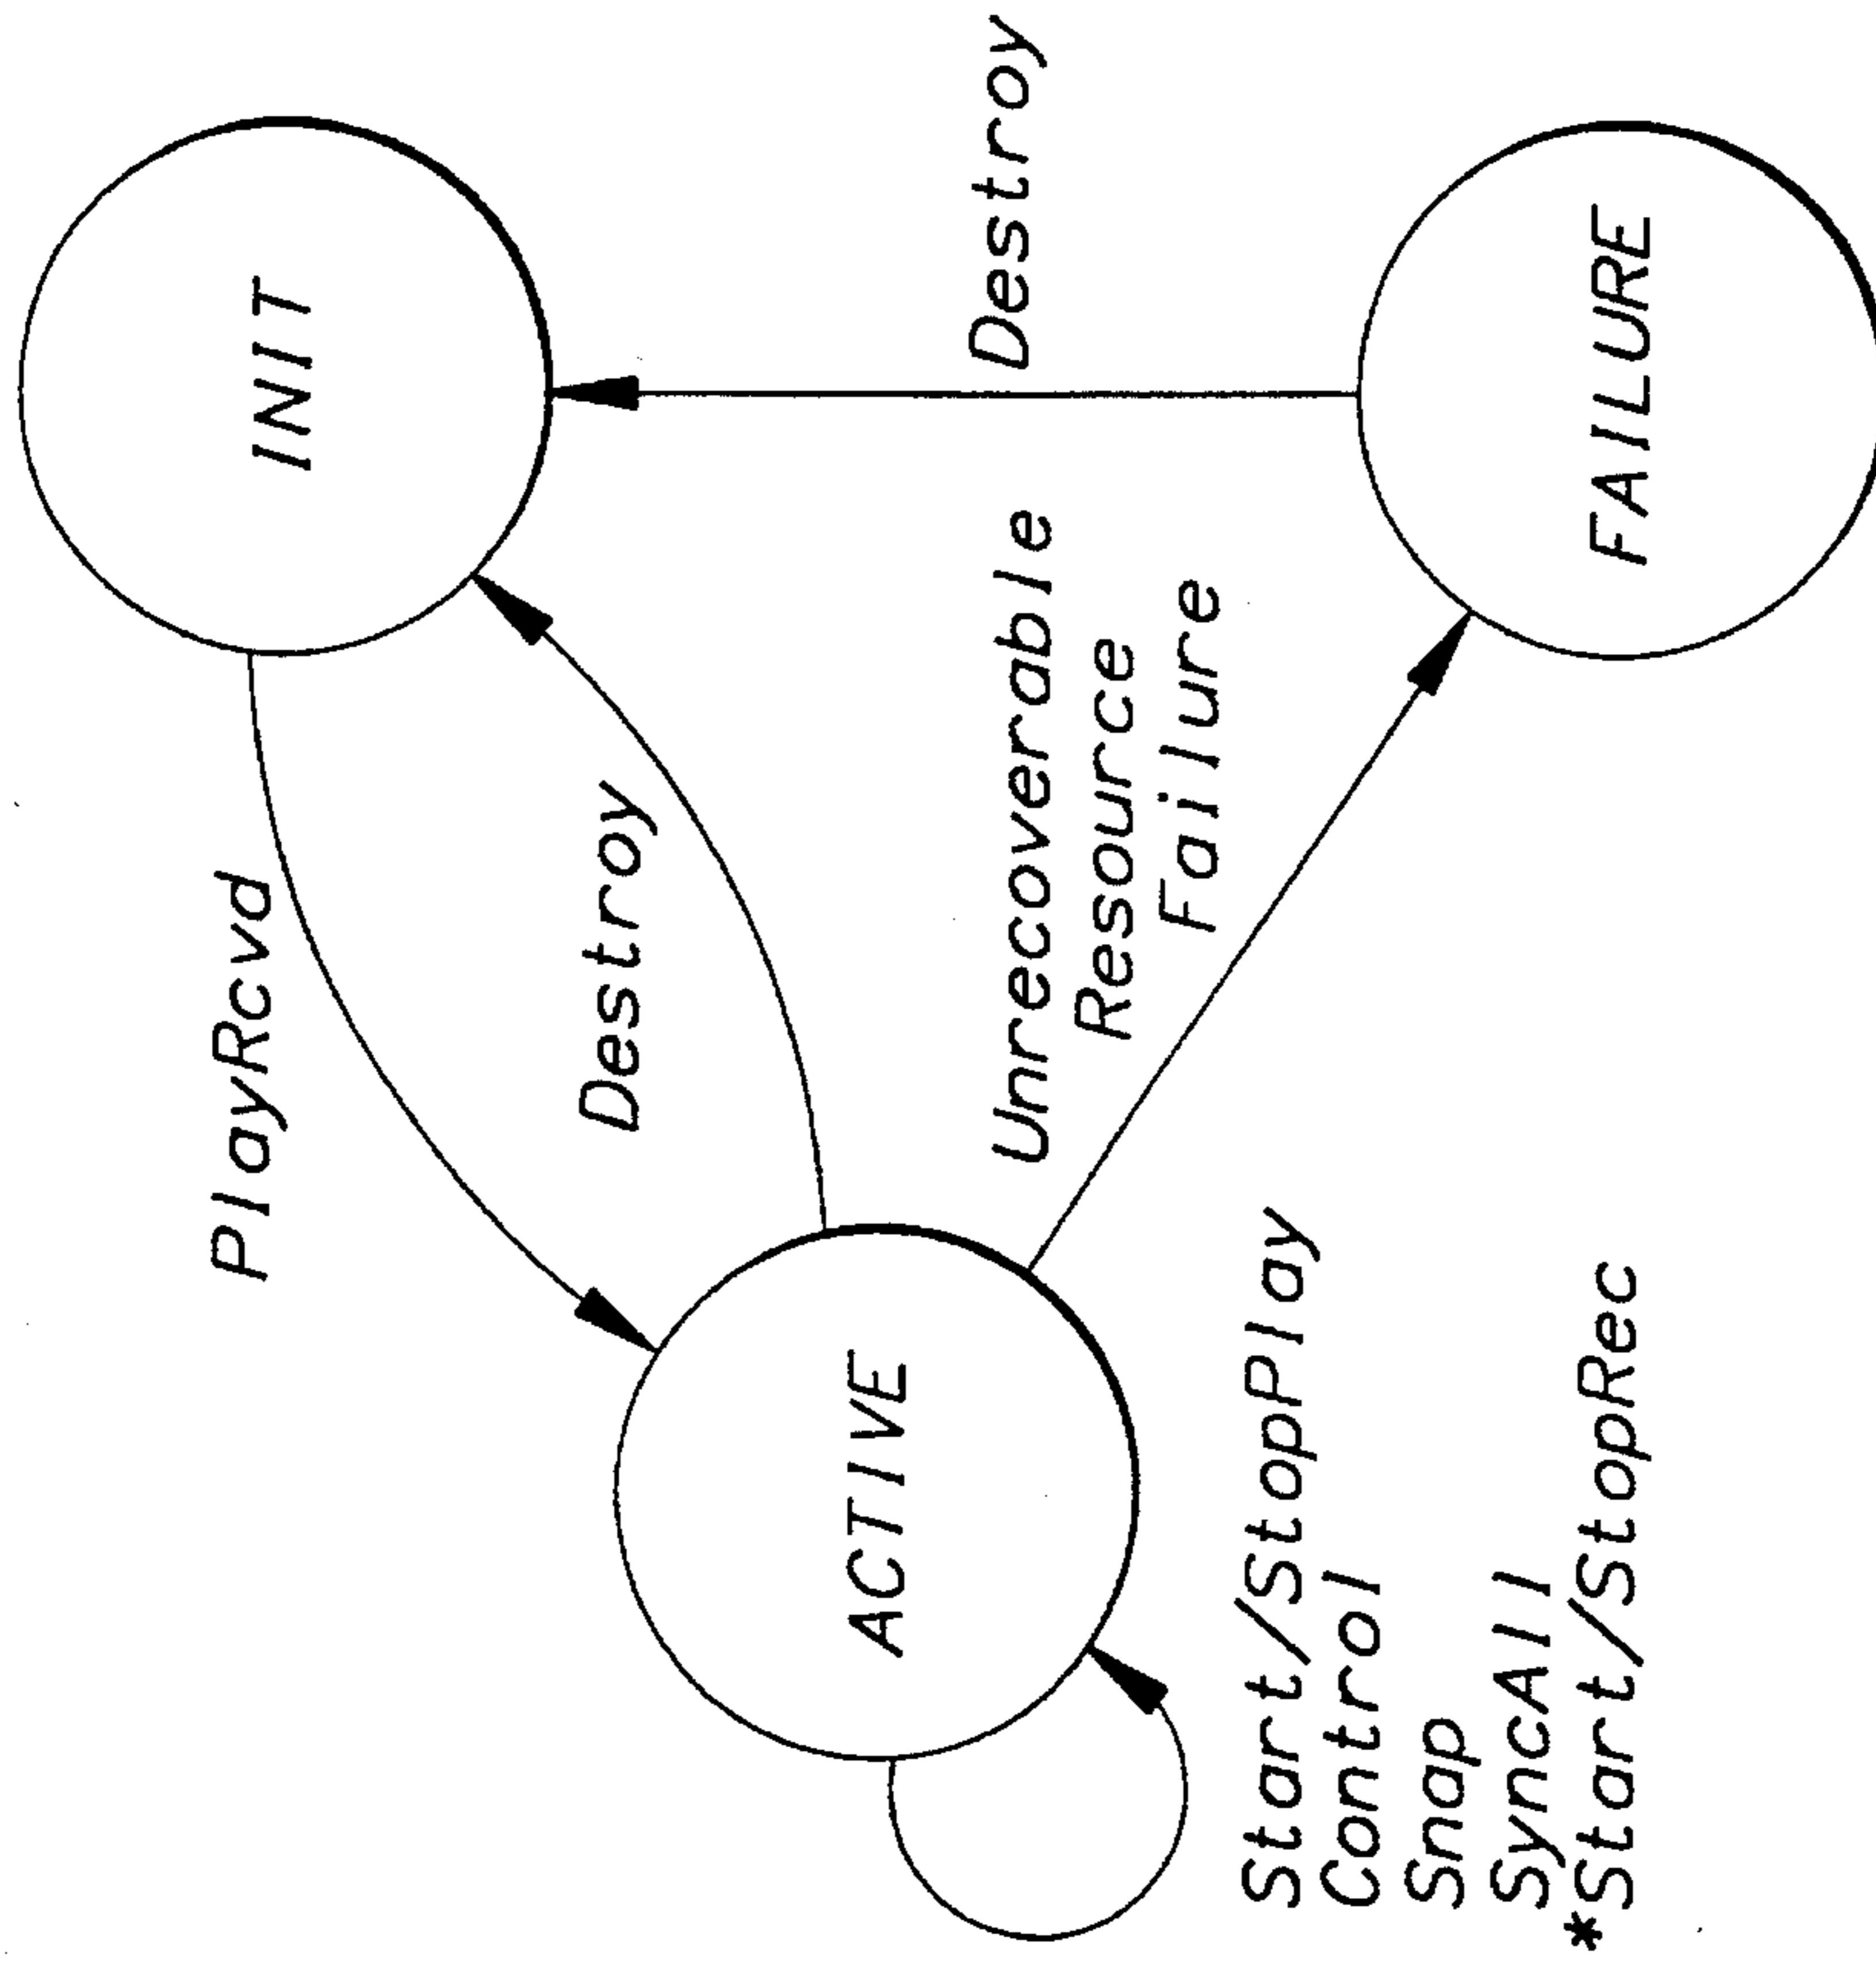 INIT
PlayRcvd
Destroy
Destroy
ACTIVE
Unrecoverable
Resource
Failure
FAILURE
Start/StopPlay
Control
Snap
SyncAll
*Start/StopRec